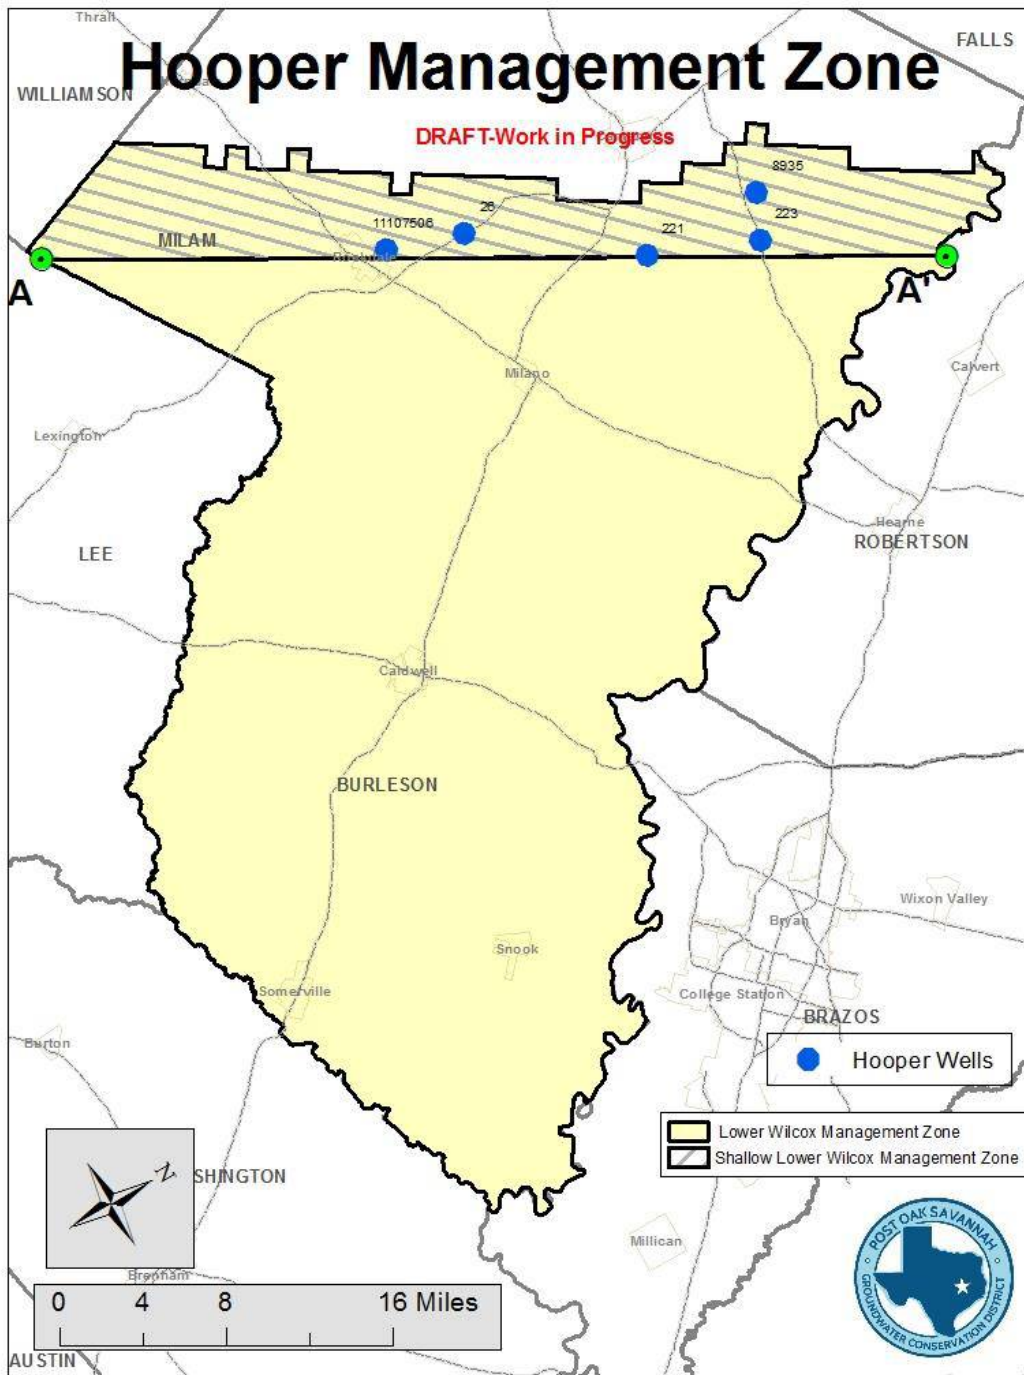 Thrall
Hooper Management Zone
FALLS
WILLIAMSON
DRAFT-Work in Progress
8935
26
223
11107506
221
MILAM
Rockdale
A
A'
Milano
Calvert
Lexington
Hearne
ROBERTSON
LEE
Caldwell
BURLESON
Wixon Valley
Bryan
Snook
Somerville
College Station
BRAZOS
Burton
Hooper Wells
Lower Wilcox Management Zone
Shallow Lower Wilcox Management Zone
N
SHINGTON
Millican
POST OAK SAVANNAH
GROUNDWATER CONSERVATION DISTRICT
Brenham
0 4 8 16 Miles
AUSTIN